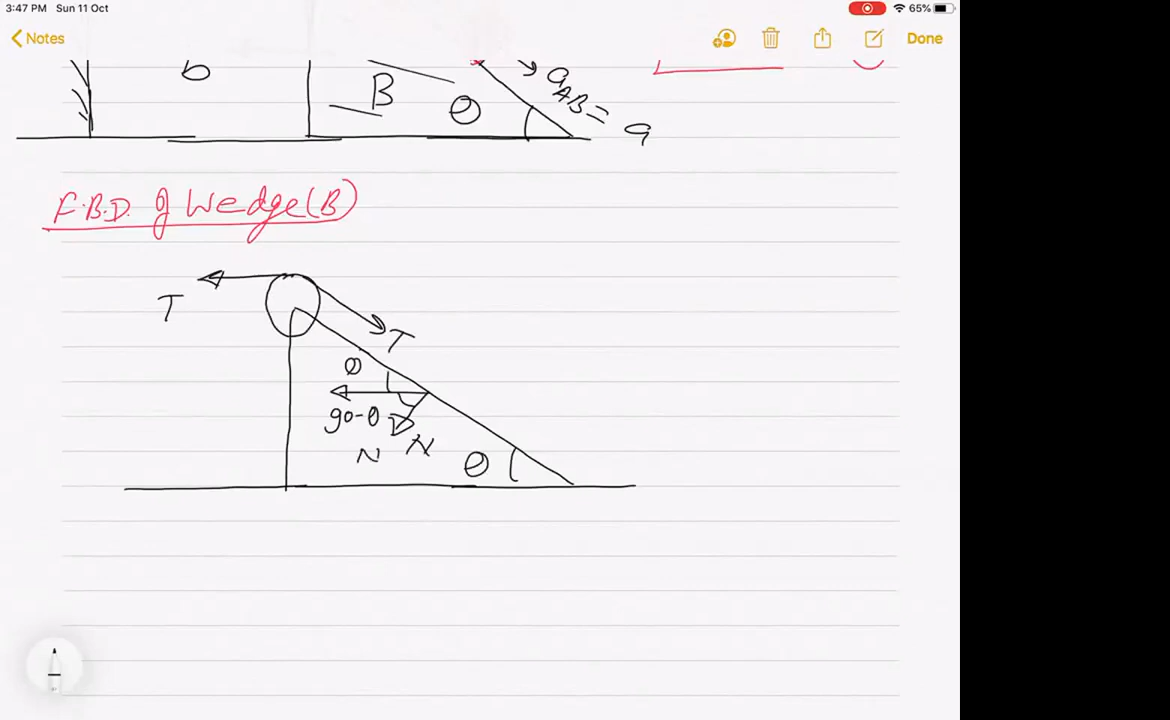 3:47 PM Sun 11 Oct
65%
Notes
Done
b
B
θ
a_AB = a
F.B.D. of Wedge(B)
T
T
θ
90-θ
N
N
θ